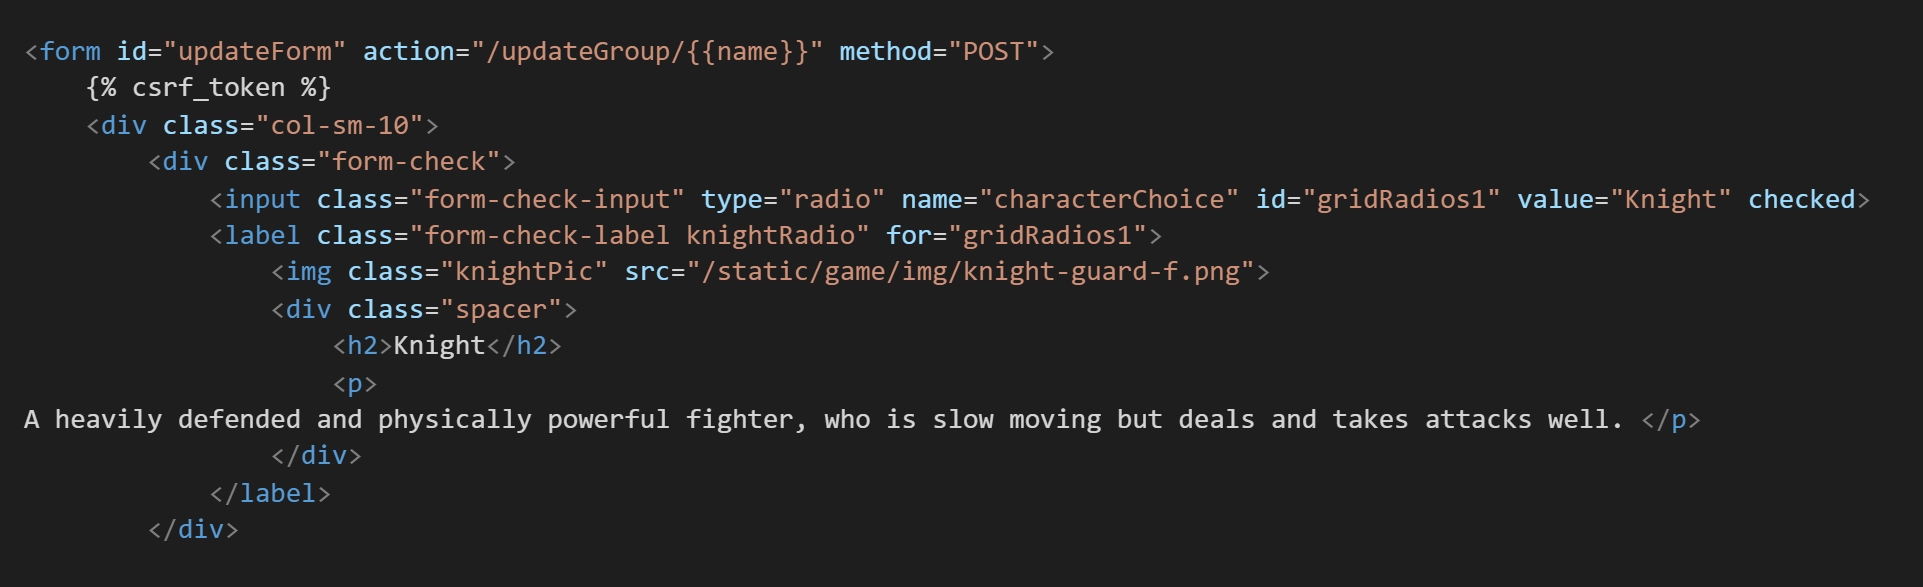 <form id="updateForm" action="/updateGroup/{{name}}" method="POST">
    {% csrf_token %}
    <div class="col-sm-10">
        <div class="form-check">
            <input class="form-check-input" type="radio" name="characterChoice" id="gridRadios1" value="Knight" checked>
            <label class="form-check-label knightRadio" for="gridRadios1">
                <img class="knightPic" src="/static/game/img/knight-guard-f.png">
                <div class="spacer">
                    <h2>Knight</h2>
                    <p>
A heavily defended and physically powerful fighter, who is slow moving but deals and takes attacks well. </p>
                </div>
            </label>
        </div>